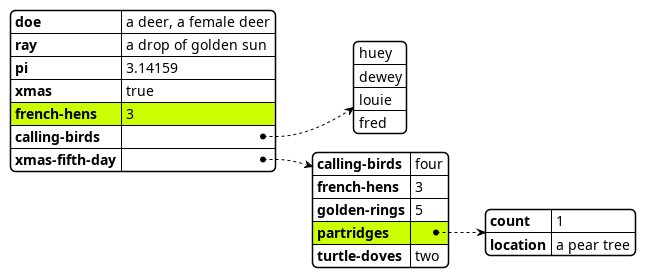 doe a deer, a female deer
ray a drop of golden sun
pi 3.14159
xmas true
french-hens 3
calling-birds
xmas-fifth-day
huey
dewey
louie
fred
calling-birds four
french-hens 3
golden-rings 5
partridges
turtle-doves two
count 1
location a pear tree